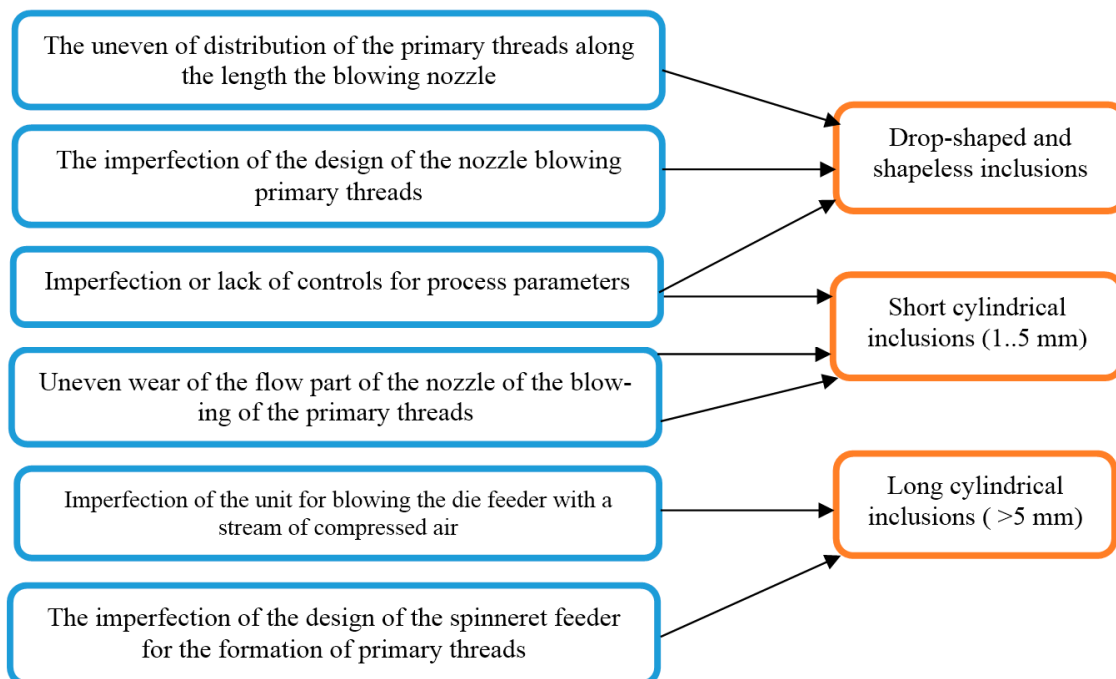 The uneven of distribution of the primary threads along
the length the blowing nozzle
The imperfection of the design of the nozzle blowing
primary threads
Imperfection or lack of controls for process parameters
Uneven wear of the flow part of the nozzle of the blow-
ing of the primary threads
Imperfection of the unit for blowing the die feeder with a
stream of compressed air
The imperfection of the design of the spinneret feeder
for the formation of primary threads
Drop-shaped and
shapeless inclusions
Short cylindrical
inclusions (1..5 mm)
Long cylindrical
inclusions ( >5 mm)